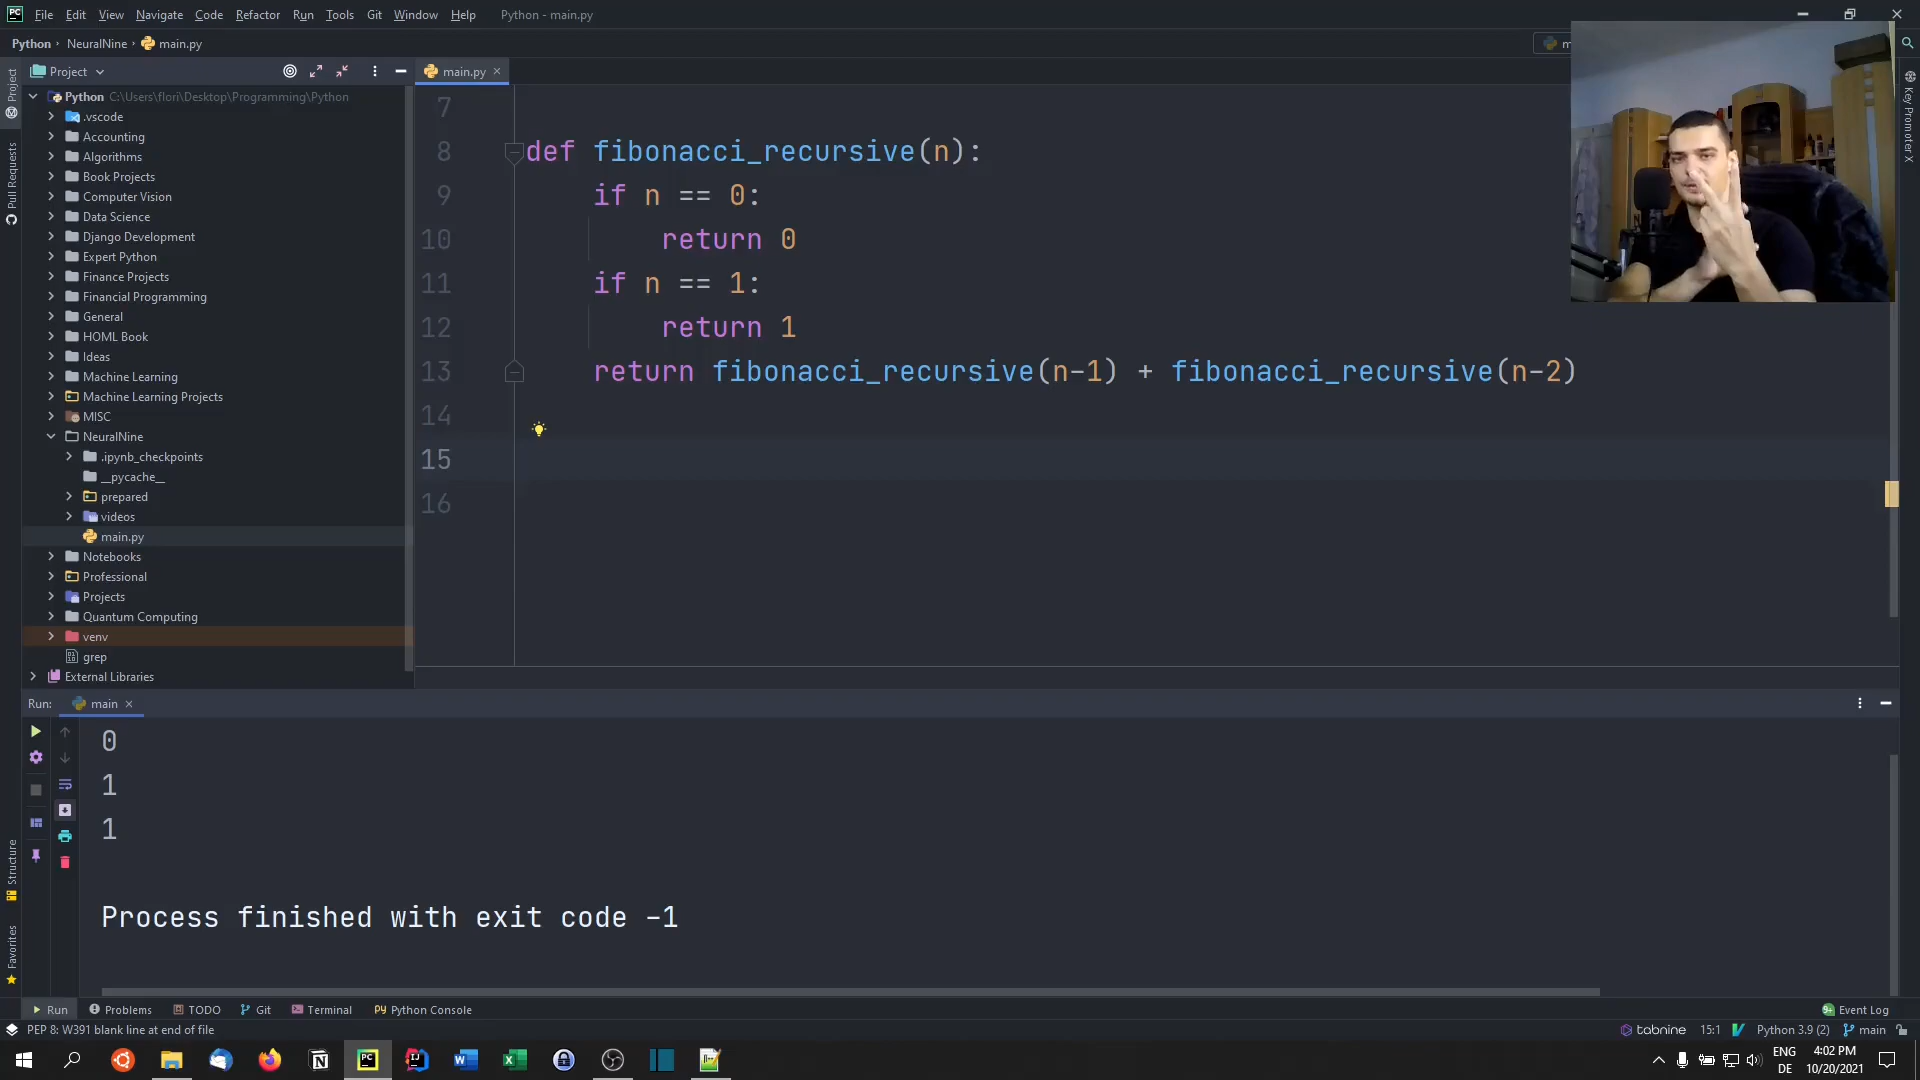 File Edit View Navigate Code Refactor Run Tools Git Window Help Python - main.py
Python NeuralNine main.py
Project
main.py
Python C:\Users\flori\Desktop\Programming\Python
.vscode
Accounting
Algorithms
Book Projects
Computer Vision
Data Science
Django Development
Expert Python
Finance Projects
Financial Programming
General
HOML Book
Ideas
Machine Learning
Machine Learning Projects
MISC
NeuralNine
.ipynb_checkpoints
__pycache__
prepared
videos
main.py
Notebooks
Professional
Projects
Quantum Computing
venv
grep
External Libraries
Project
Pull Requests
Structure
Favorites
7
8 def fibonacci_recursive(n):
9 if n == 0:
10 return 0
11 if n == 1:
12 return 1
13 return fibonacci_recursive(n-1) + fibonacci_recursive(n-2)
14
15
16
Key Promoter X
Run: main
0
1
1
Process finished with exit code -1
Run Problems TODO Git Terminal Python Console Event Log
PEP 8: W391 blank line at end of file tabnine 15:1 Python 3.9 (2) main
ENG 4:02 PM
DE 10/20/2021